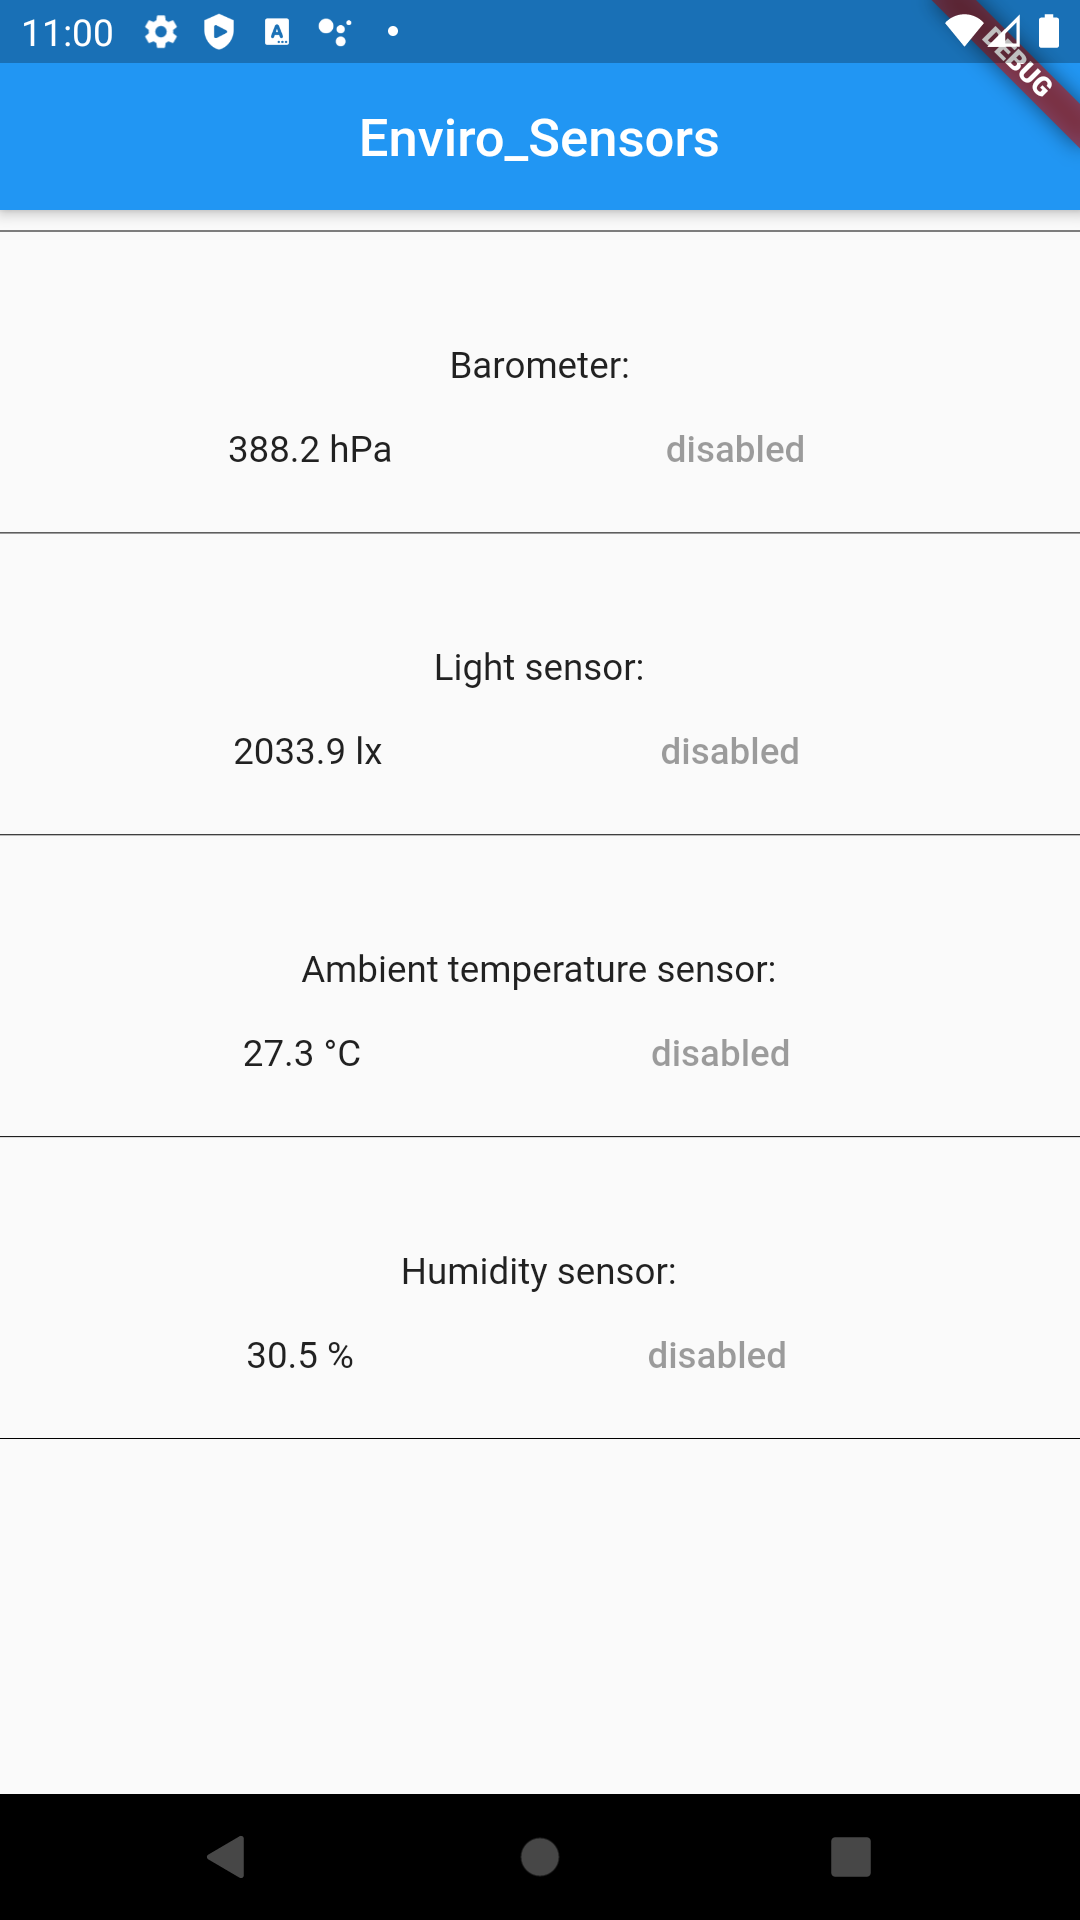 11:00
DEBUG
Enviro_Sensors
Barometer:
388.2 hPa disabled
Light sensor:
2033.9 lx disabled
Ambient temperature sensor:
27.3 °C disabled
Humidity sensor:
30.5 % disabled